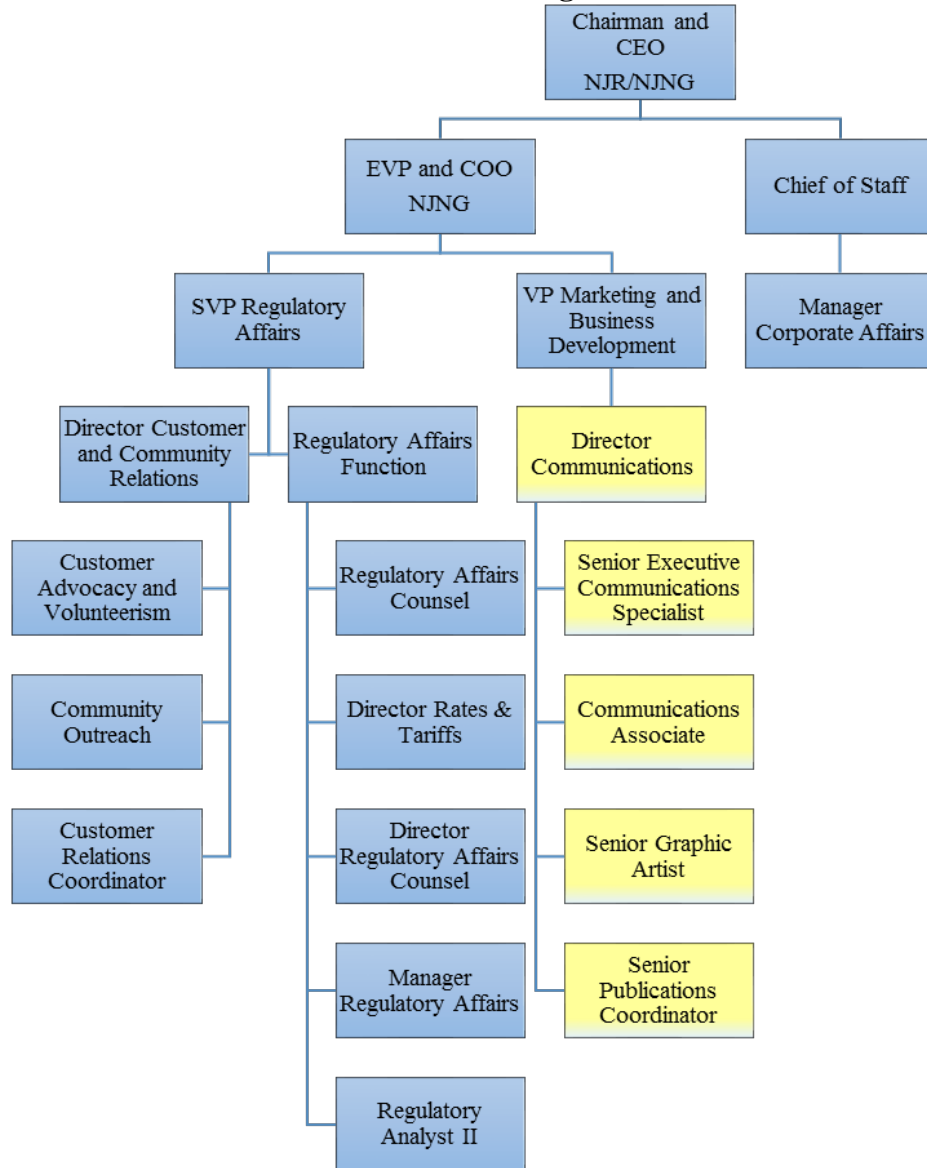 Chairman and
CEO
NJR/NJNG
EVP and COO
NJNG
Chief of Staff
SVP Regulatory
Affairs
VP Marketing and
Business
Development
Manager
Corporate Affairs
Director Customer
and Community
Relations
Regulatory Affairs
Function
Director
Communications
Customer
Advocacy and
Volunteerism
Regulatory Affairs
Counsel
Senior Executive
Communications
Specialist
Community
Outreach
Director Rates &
Tariffs
Communications
Associate
Customer
Relations
Coordinator
Director
Regulatory Affairs
Counsel
Senior Graphic
Artist
Manager
Regulatory Affairs
Senior
Publications
Coordinator
Regulatory
Analyst II